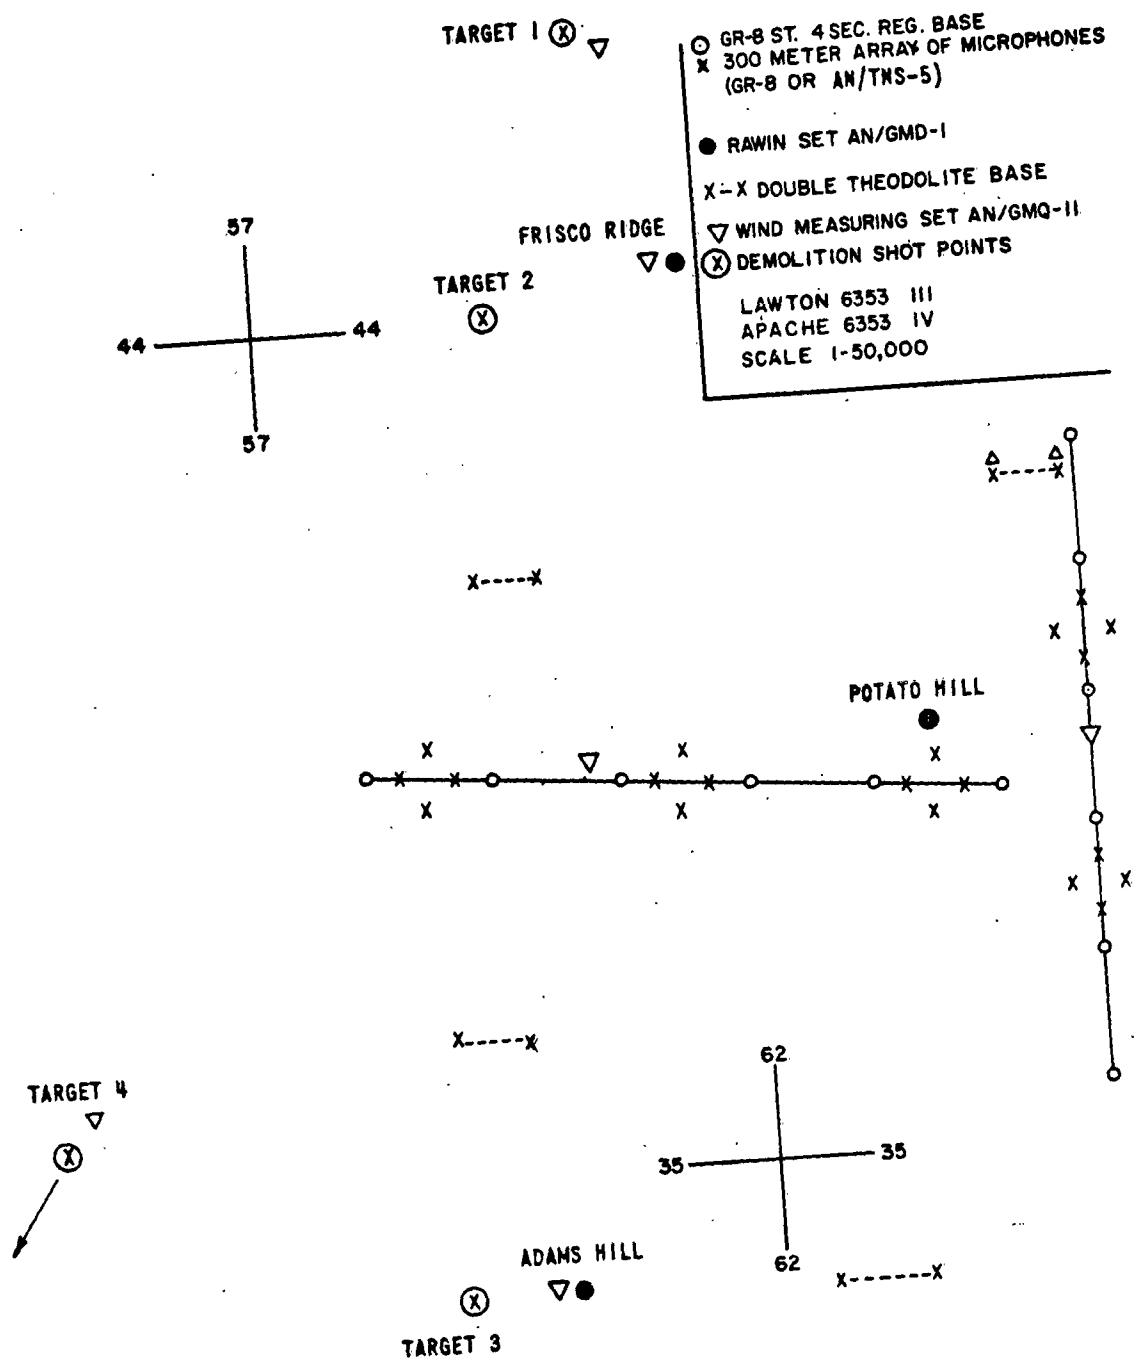 TARGET 1
GR-8 ST. 4 SEC. REG. BASE
X 300 METER ARRAY OF MICROPHONES
(GR-8 OR AN/TNS-5)
RAWIN SET AN/GMD-1
X-X DOUBLE THEODOLITE BASE
WIND MEASURING SET AN/GMQ-11
X DEMOLITION SHOT POINTS
LAWTON 6353 III
APACHE 6353 IV
SCALE 1-50,000
57
FRISCO RIDGE
TARGET 2
44 44
57
POTATO HILL
TARGET 4
62
35 35
62
ADAMS HILL
TARGET 3